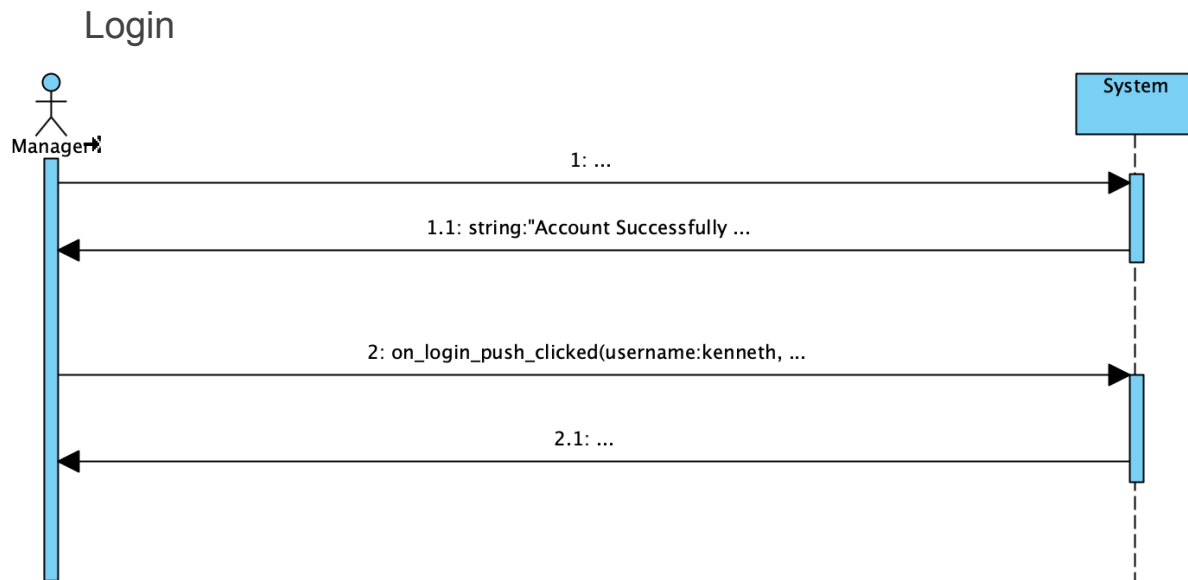 Login
System
Manager
1: ...
1.1: string:"Account Successfully ...
2: on_login_push_clicked(username:kenneth, ...
2.1: ...